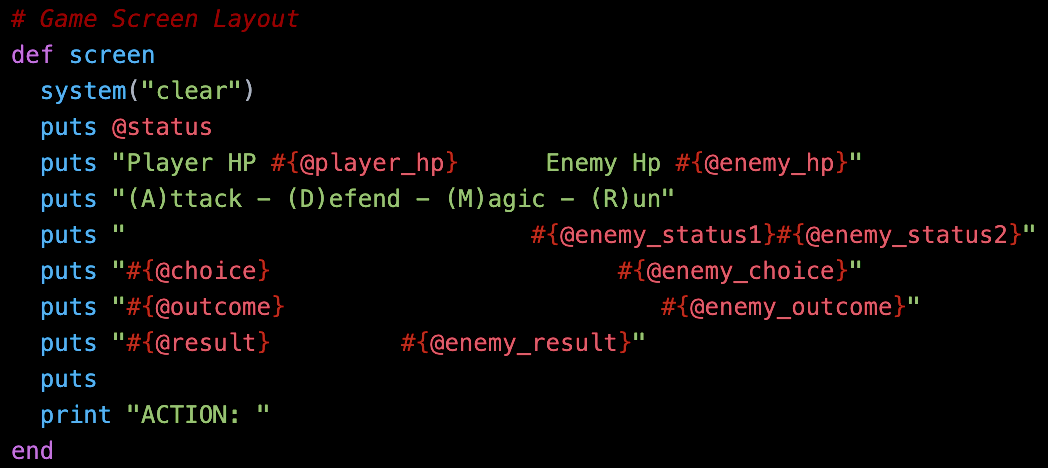 # Game Screen Layout
def screen
  system("clear")
  puts @status
  puts "Player HP #{@player_hp}      Enemy Hp #{@enemy_hp}"
  puts "(A)ttack – (D)efend – (M)agic – (R)un"
  puts "                            #{@enemy_status1}#{@enemy_status2}"
  puts "#{@choice}                        #{@enemy_choice}"
  puts "#{@outcome}                          #{@enemy_outcome}"
  puts "#{@result}         #{@enemy_result}"
  puts
  print "ACTION: "
end